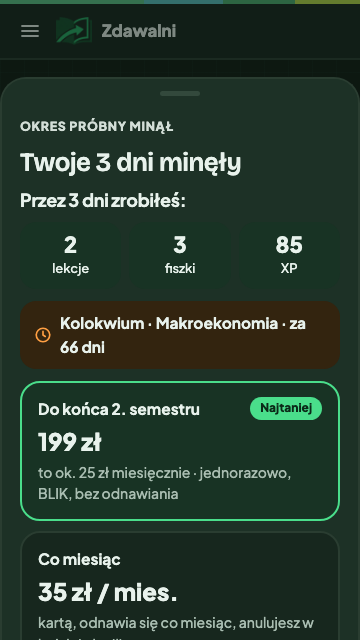 Zdawalni
OKRES PRÓBNY MINĄŁ
Twoje 3 dni minęły
Przez 3 dni zrobiłeś:
2
lekcje
3
fiszki
85
XP
Kolokwium · Makroekonomia · za
66 dni
Do końca 2. semestru
Najtaniej
199 zł
to ok. 25 zł miesięcznie · jednorazowo,
BLIK, bez odnawiania
Co miesiąc
35 zł / mies.
kartą, odnawia się co miesiąc, anulujesz w